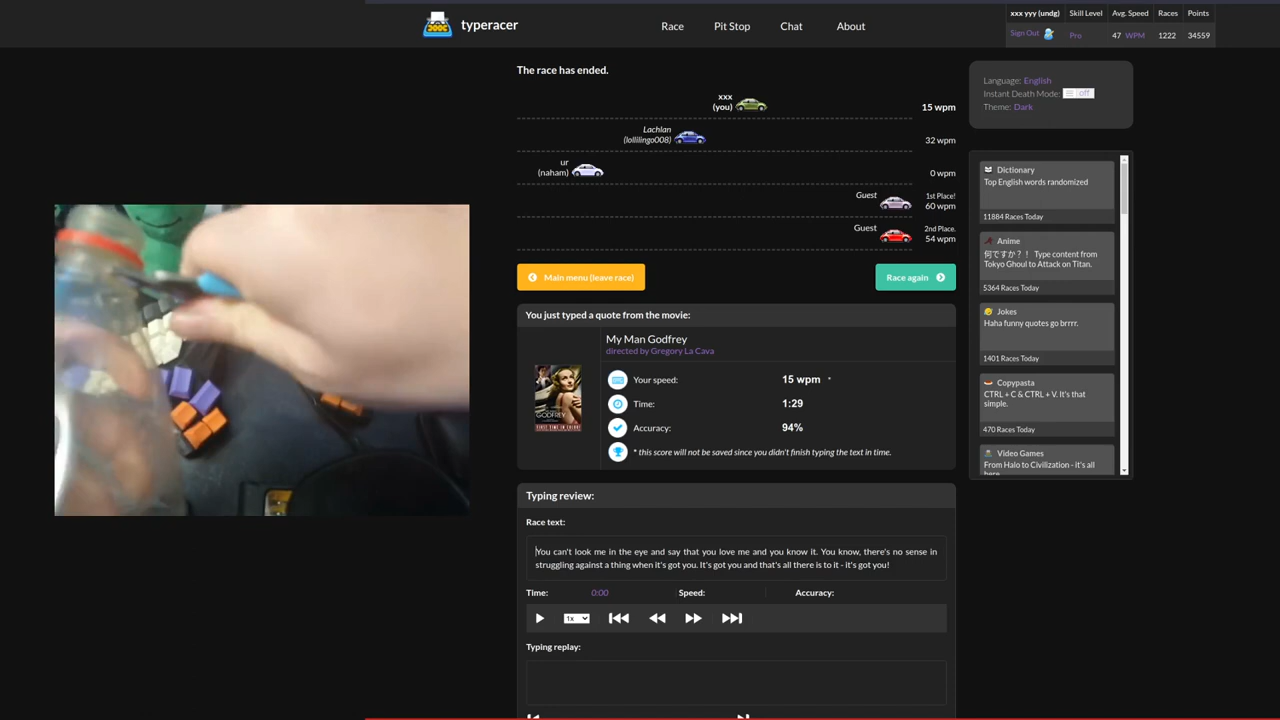 typeracer
Race
Pit Stop
Chat
About
xxx yyy (undg)
Skill Level
Avg. Speed
Races
Points
Sign Out
Pro
47 WPM
1222
34559
The race has ended.
xxx
(you)
15 wpm
Lachlan
(lollilingo008)
32 wpm
ur
(naham)
0 wpm
Guest
1st Place!
60 wpm
Guest
2nd Place.
54 wpm
Main menu (leave race)
Race again
You just typed a quote from the movie:
My Man Godfrey
directed by Gregory La Cava
Your speed:
15 wpm *
Time:
1:29
Accuracy:
94%
* this score will not be saved since you didn't finish typing the text in time.
Typing review:
Race text:
You can't look me in the eye and say that you love me and you know it. You know, there's no sense in
struggling against a thing when it's got you. It's got you and that's all there is to it - it's got you!
Time:
0:00
Speed:
Accuracy:
1x
Typing replay:
Language: English
Instant Death Mode: off
Theme: Dark
Dictionary
Top English words randomized
11884 Races Today
Anime
何ですか？！ Type content from
Tokyo Ghoul to Attack on Titan.
5364 Races Today
Jokes
Haha funny quotes go brrrr.
1401 Races Today
Copypasta
CTRL + C & CTRL + V. It's that
simple.
470 Races Today
Video Games
From Halo to Civilization - it's all
here